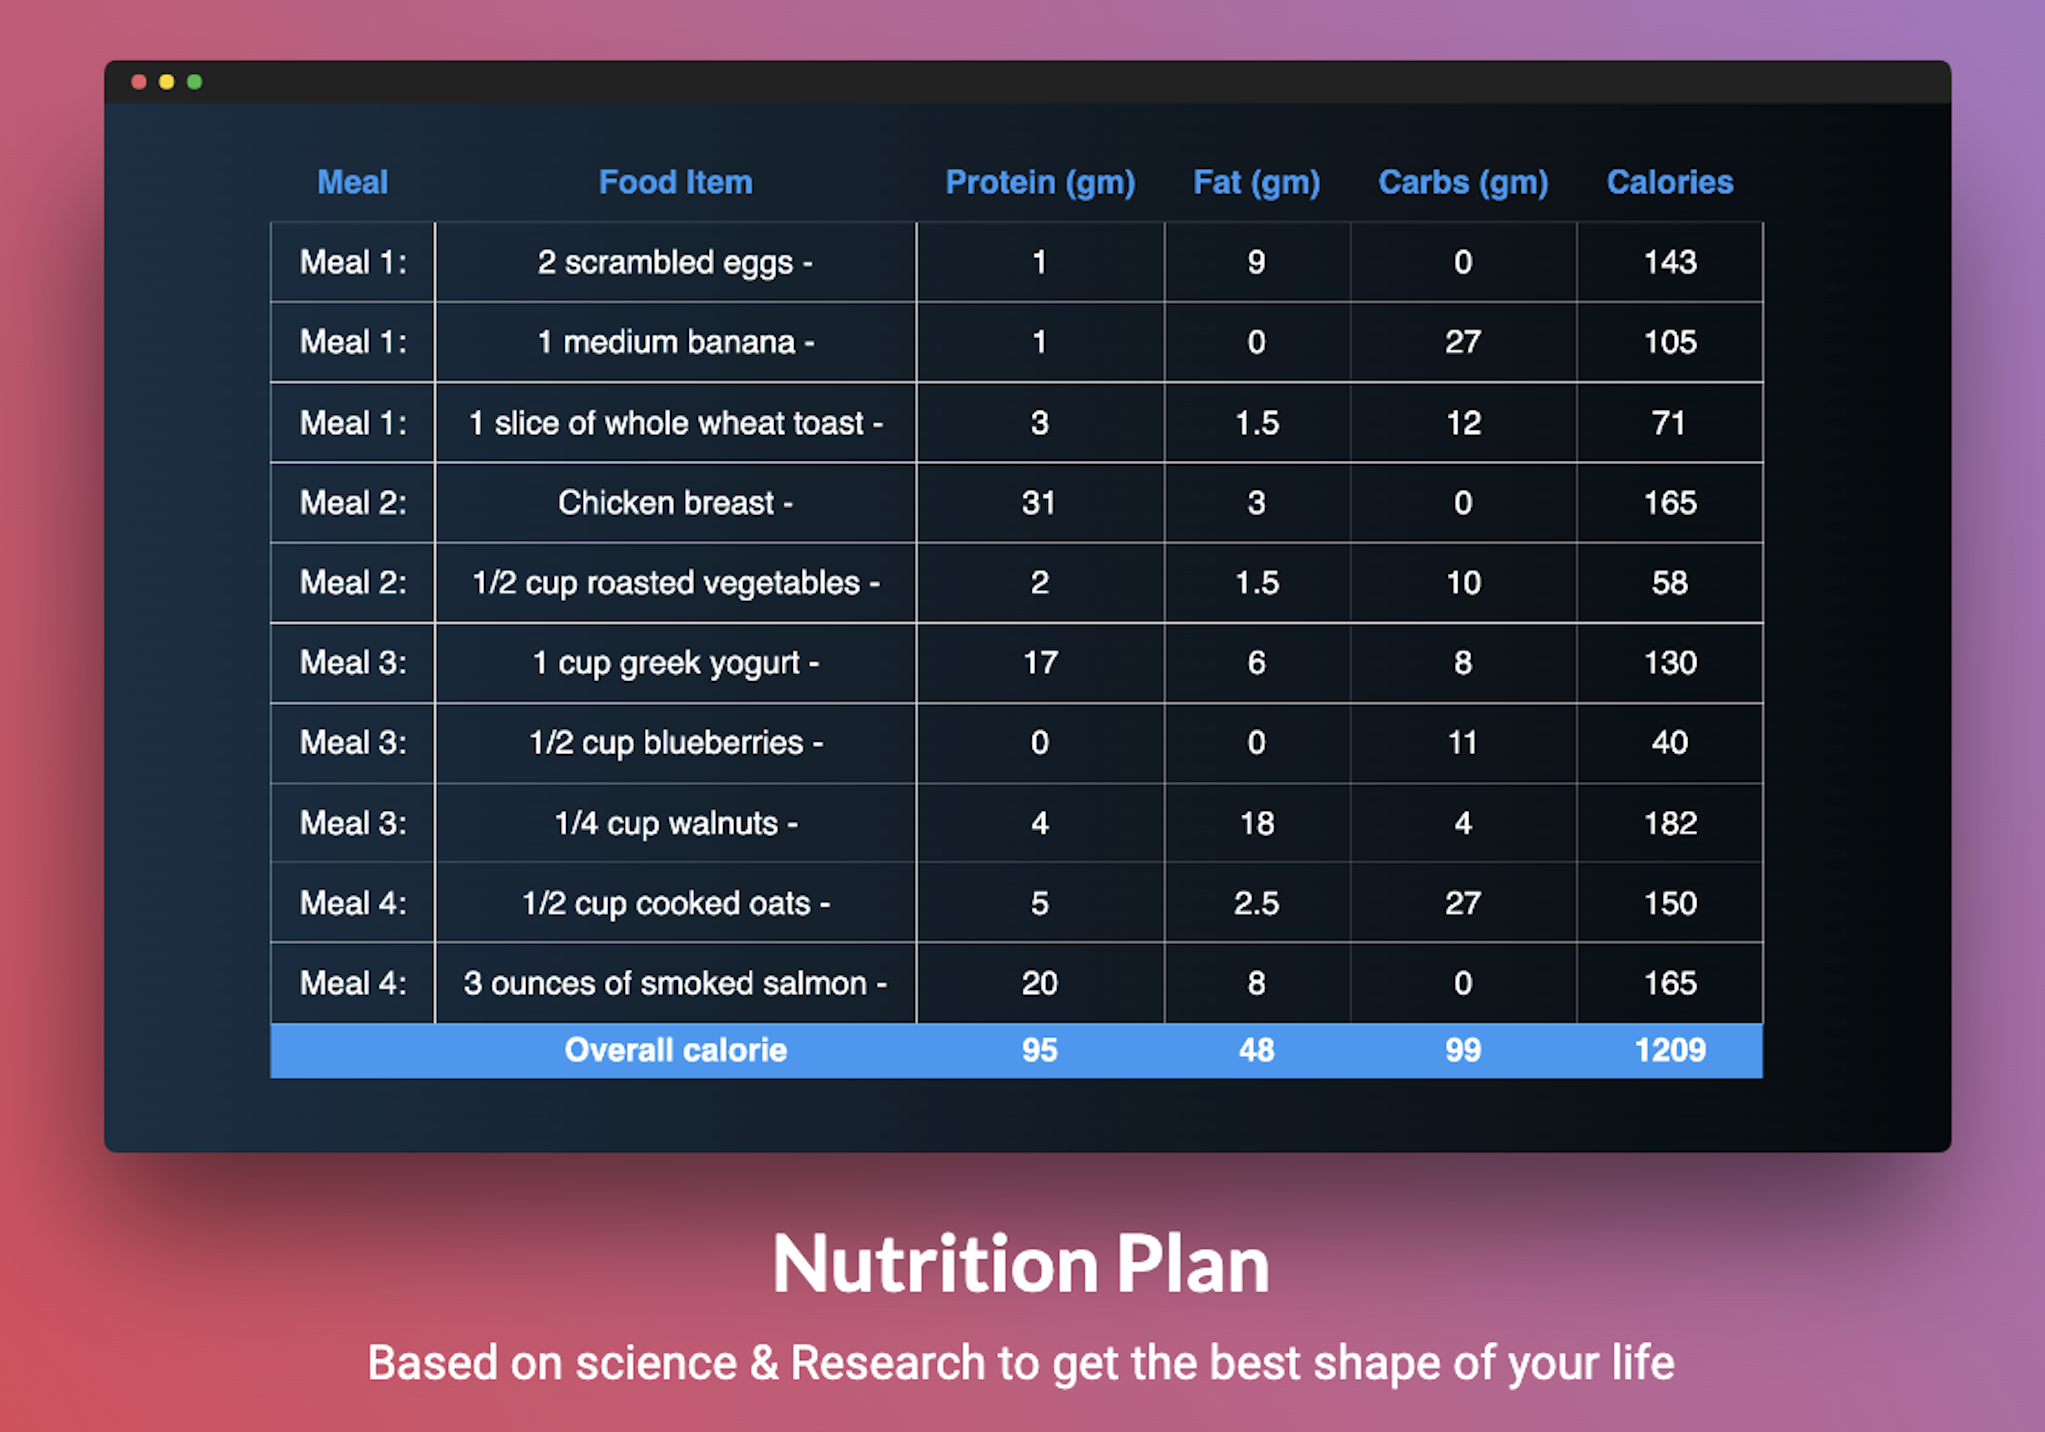 Meal Food Item Protein (gm) Fat (gm) Carbs (gm) Calories
Meal 1: 2 scrambled eggs - 1 9 0 143
Meal 1: 1 medium banana - 1 0 27 105
Meal 1: 1 slice of whole wheat toast - 3 1.5 12 71
Meal 2: Chicken breast - 31 3 0 165
Meal 2: 1/2 cup roasted vegetables - 2 1.5 10 58
Meal 3: 1 cup greek yogurt - 17 6 8 130
Meal 3: 1/2 cup blueberries - 0 0 11 40
Meal 3: 1/4 cup walnuts - 4 18 4 182
Meal 4: 1/2 cup cooked oats - 5 2.5 27 150
Meal 4: 3 ounces of smoked salmon - 20 8 0 165
Overall calorie 95 48 99 1209
Nutrition Plan
Based on science & Research to get the best shape of your life